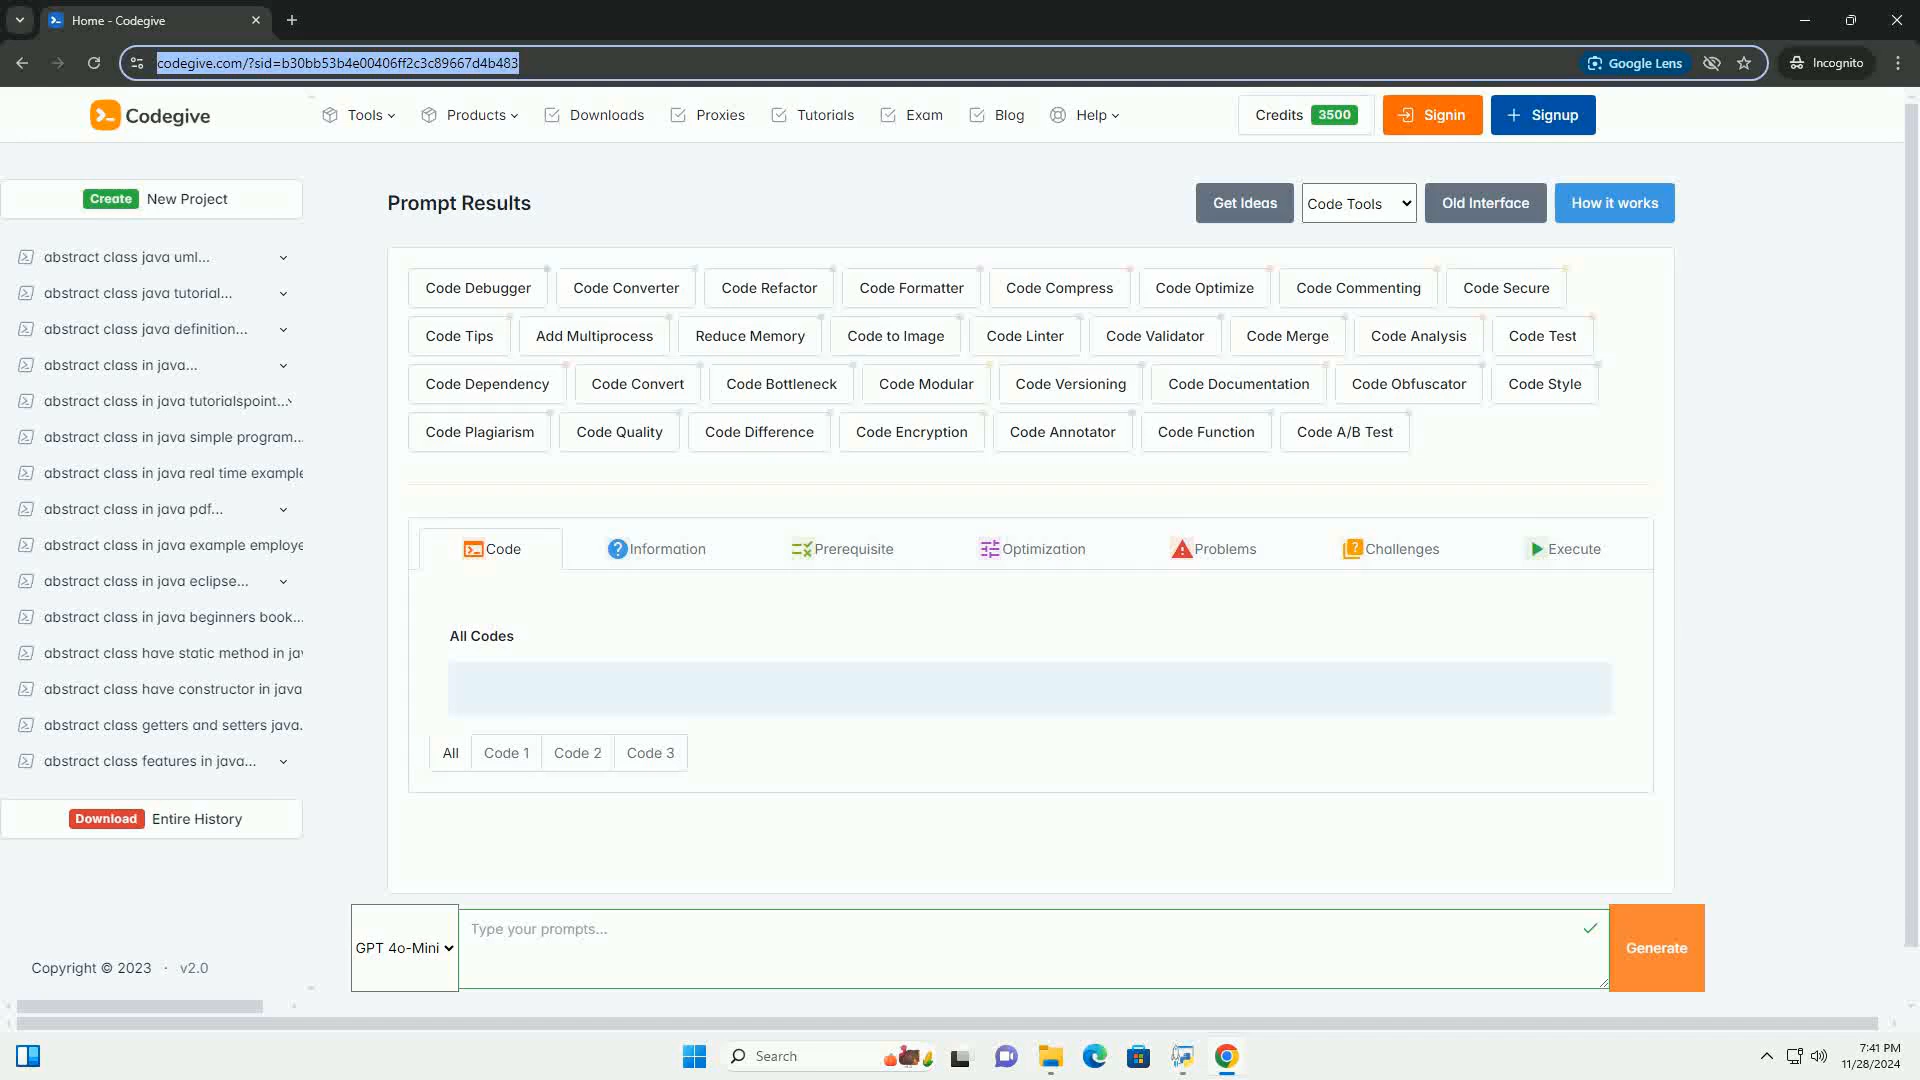 Home - Codegive
codegive.com/?sid=b30bb53b4e00406ff2c3c89667d4b483
Google Lens
Incognito
Codegive
Tools
Products
Downloads
Proxies
Tutorials
Exam
Blog
Help
Credits 3500
Signin
Signup
Create New Project
abstract class java uml...
abstract class java tutorial...
abstract class java definition...
abstract class in java...
abstract class in java tutorialspoint...
abstract class in java simple program...
abstract class in java real time example
abstract class in java pdf...
abstract class in java example employe
abstract class in java eclipse...
abstract class in java beginners book...
abstract class have static method in jav
abstract class have constructor in java
abstract class getters and setters java.
abstract class features in java...
Download Entire History
Copyright © 2023 · v2.0
Prompt Results
Get Ideas
Code Tools
Old Interface
How it works
Code Debugger
Code Converter
Code Refactor
Code Formatter
Code Compress
Code Optimize
Code Commenting
Code Secure
Code Tips
Add Multiprocess
Reduce Memory
Code to Image
Code Linter
Code Validator
Code Merge
Code Analysis
Code Test
Code Dependency
Code Convert
Code Bottleneck
Code Modular
Code Versioning
Code Documentation
Code Obfuscator
Code Style
Code Plagiarism
Code Quality
Code Difference
Code Encryption
Code Annotator
Code Function
Code A/B Test
Code
Information
Prerequisite
Optimization
Problems
Challenges
Execute
All Codes
All
Code 1
Code 2
Code 3
GPT 4o-Mini
Type your prompts...
Generate
Search
7:41 PM
11/28/2024